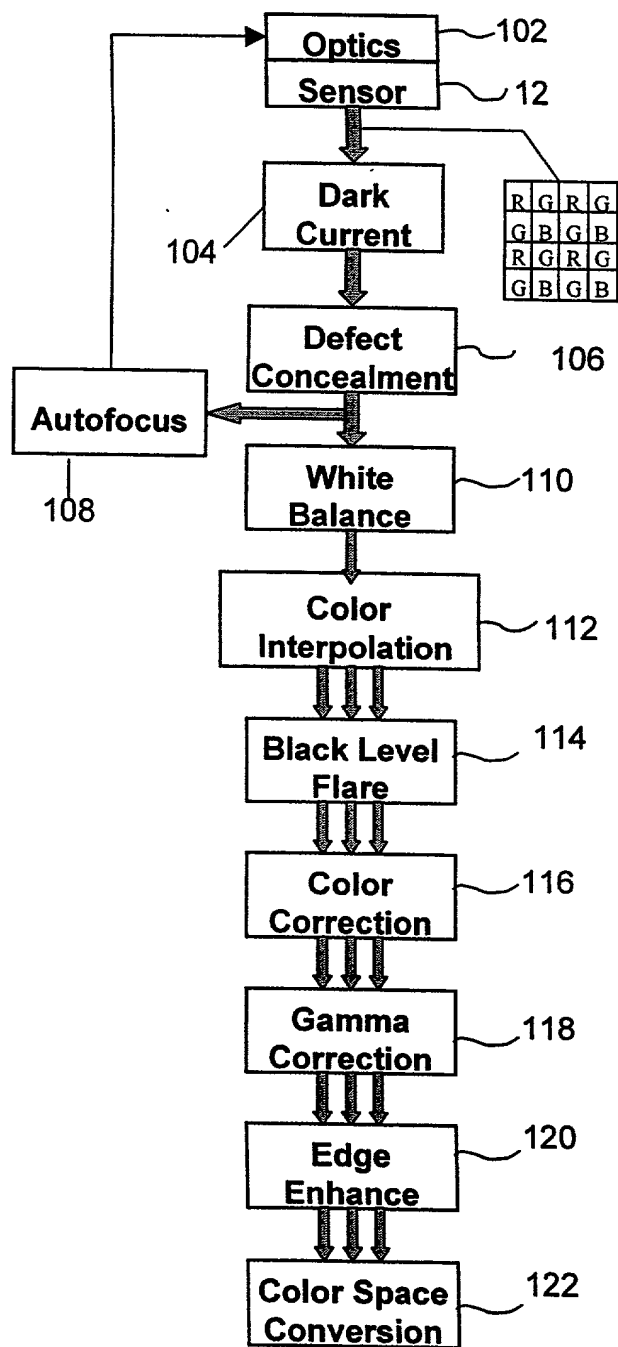 Optics
102
Sensor
12
Dark
Current
104
R G R G
G B G B
R G R G
G B G B
Defect
Concealment
106
Autofocus
108
White
Balance
110
Color
Interpolation
112
Black Level
Flare
114
Color
Correction
116
Gamma
Correction
118
Edge
Enhance
120
Color Space
Conversion
122